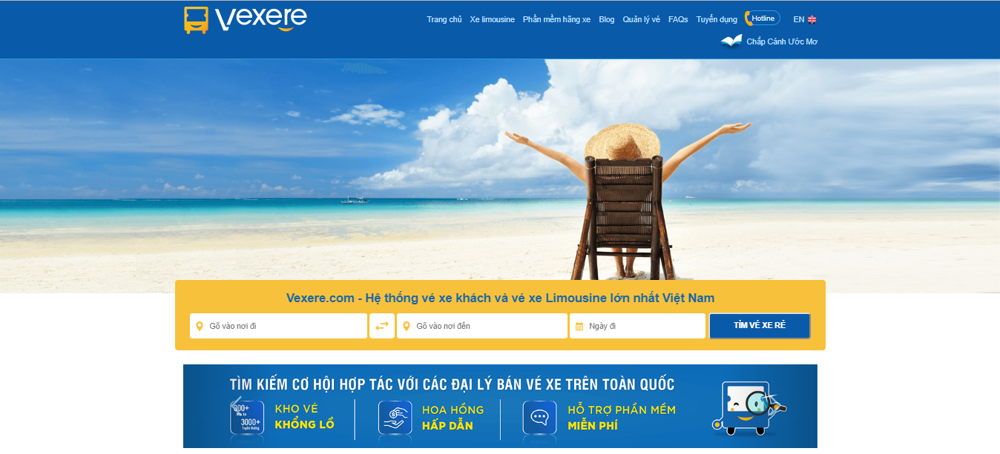 vexere
Trang chủ Xe limousine Phần mềm hãng xe Blog Quản lý vé FAQs Tuyển dụng Hotline EN
Chắp Cánh Ước Mơ
Vexere.com - Hệ thống vé xe khách và vé xe Limousine lớn nhất Việt Nam
Gõ vào nơi đi
Gõ vào nơi đến
Ngày đi
TÌM VÉ XE RẺ
TÌM KIẾM CƠ HỘI HỢP TÁC VỚI CÁC ĐẠI LÝ BÁN VÉ XE TRÊN TOÀN QUỐC
300+
Nhà Xe
3000+
Tuyến Đường
KHO VÉ
KHỔNG LỒ
HOA HỒNG
HẤP DẪN
HỖ TRỢ PHẦN MỀM
MIỄN PHÍ